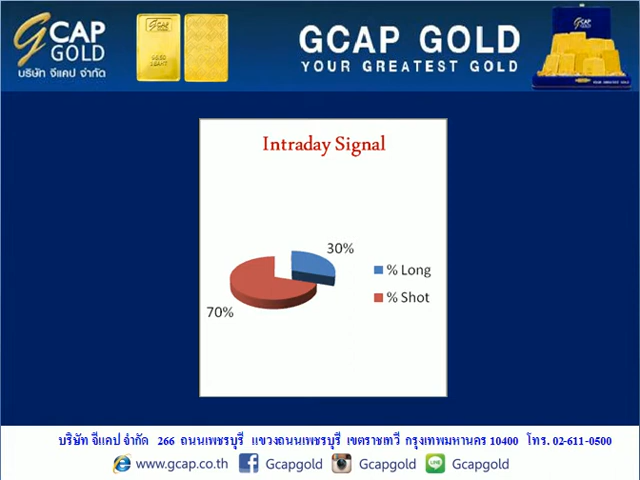 gCAP
GOLD
บริษัท จีแคป จำกัด
GCAP GOLD
YOUR GREATEST GOLD
Intraday Signal
30%
70%
% Long
% Shot
บริษัท จีแคป จำกัด 266 ถนนเพชรบุรี แขวงถนนเพชรบุรี เขตราชเทวี กรุงเทพมหานคร 10400 โทร. 02-611-0500
www.gcap.co.th Gcapgold Gcapgold LINE Gcapgold